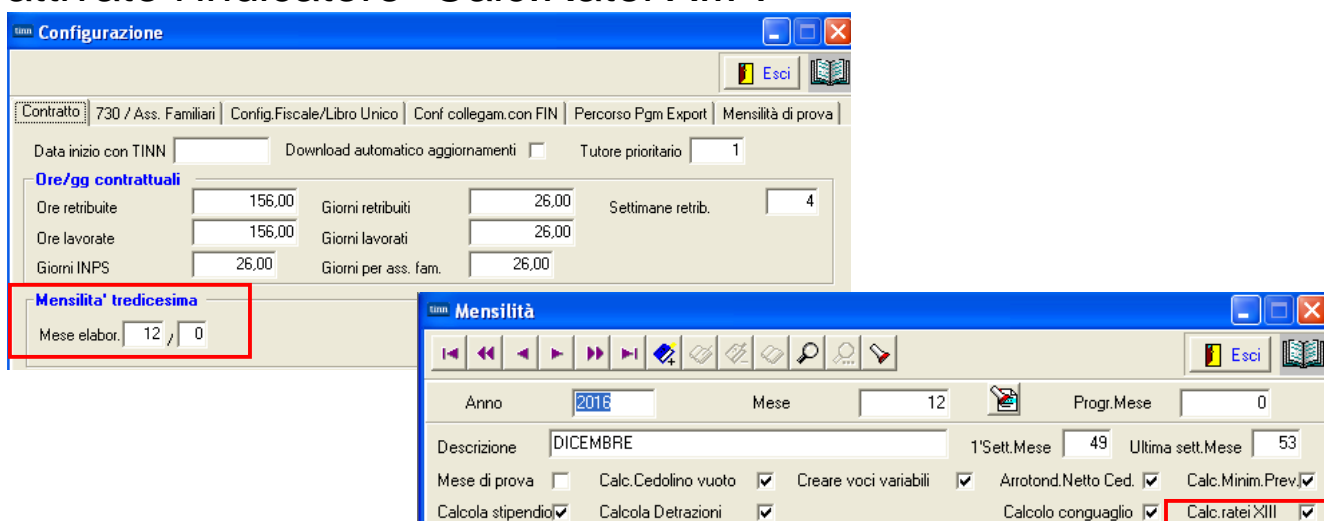 tinn Configurazione
Esci
Contratto 730 / Ass. Familiari Config.Fiscale/Libro Unico Conf collegam.con FIN Percorso Pgm Export Mensilità di prova
Data inizio con TINN Download automatico aggiornamenti Tutore prioritario 1
Ore/gg contrattuali
Ore retribuite 156,00 Giorni retribuiti 26,00 Settimane retrib. 4
Ore lavorate 156,00 Giorni lavorati 26,00
Giorni INPS 26,00 Giorni per ass. fam. 26,00
Mensilita' tredicesima
Mese elabor. 12 / 0
tinn Mensilità
Esci
Anno 2016 Mese 12 Progr.Mese 0
Descrizione DICEMBRE 1'Sett.Mese 49 Ultima sett.Mese 53
Mese di prova Calc.Cedolino vuoto Creare voci variabili Arrotond.Netto Ced. Calc.Minim.Prev.
Calcola stipendio Calcola Detrazioni Calcolo conguaglio Calc.ratei XIII